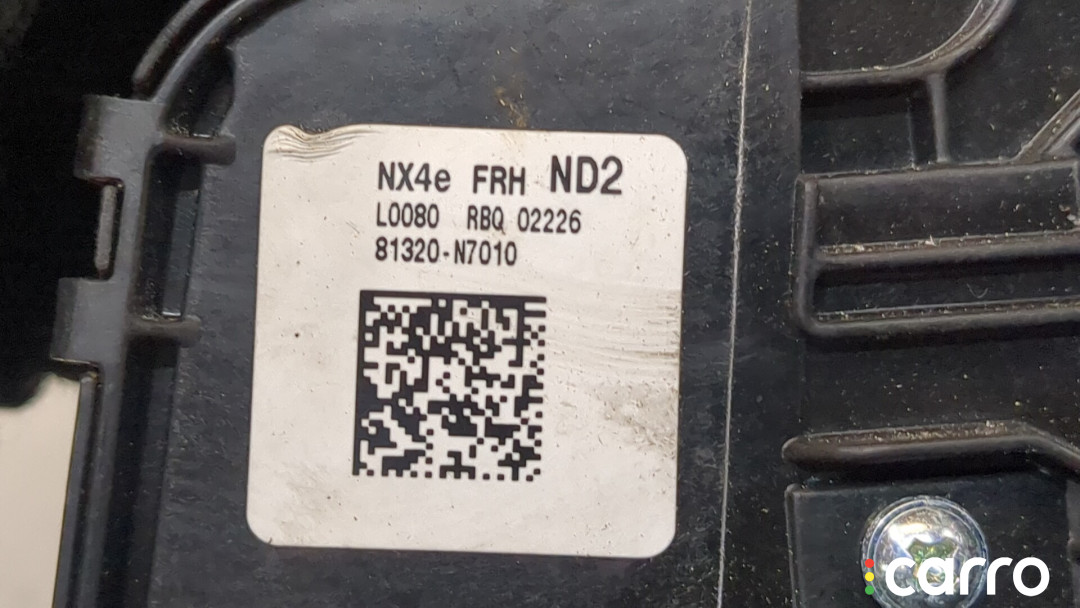 NX4e FRH ND2
L0080 RBQ 02226
81320-N7010
carro